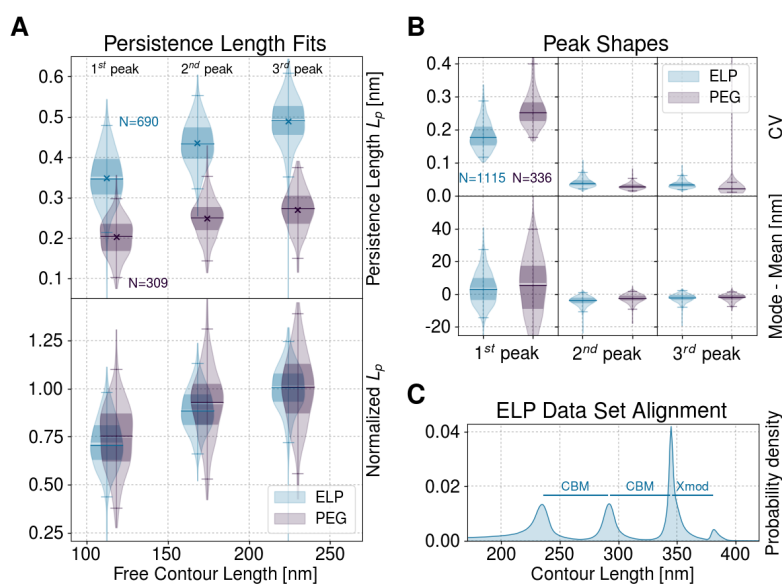 A
Persistence Length Fits
1st peak 2nd peak 3rd peak
0.6
0.5
0.4
0.3
0.2
0.1
N=690
N=309
Persistence Length Lp [nm]
1.25
1.00
0.75
0.50
0.25
Normalized Lp
ELP
PEG
100 150 200 250
Free Contour Length [nm]
B
Peak Shapes
0.4
0.3
0.2
0.1
0.0
ELP
PEG
N=1115 N=336
CV
40
20
0
-20
Mode - Mean [nm]
1st peak 2nd peak 3rd peak
C
ELP Data Set Alignment
0.04
0.02
0.00
CBM CBM Xmod
Probability density
200 250 300 350 400
Contour Length [nm]